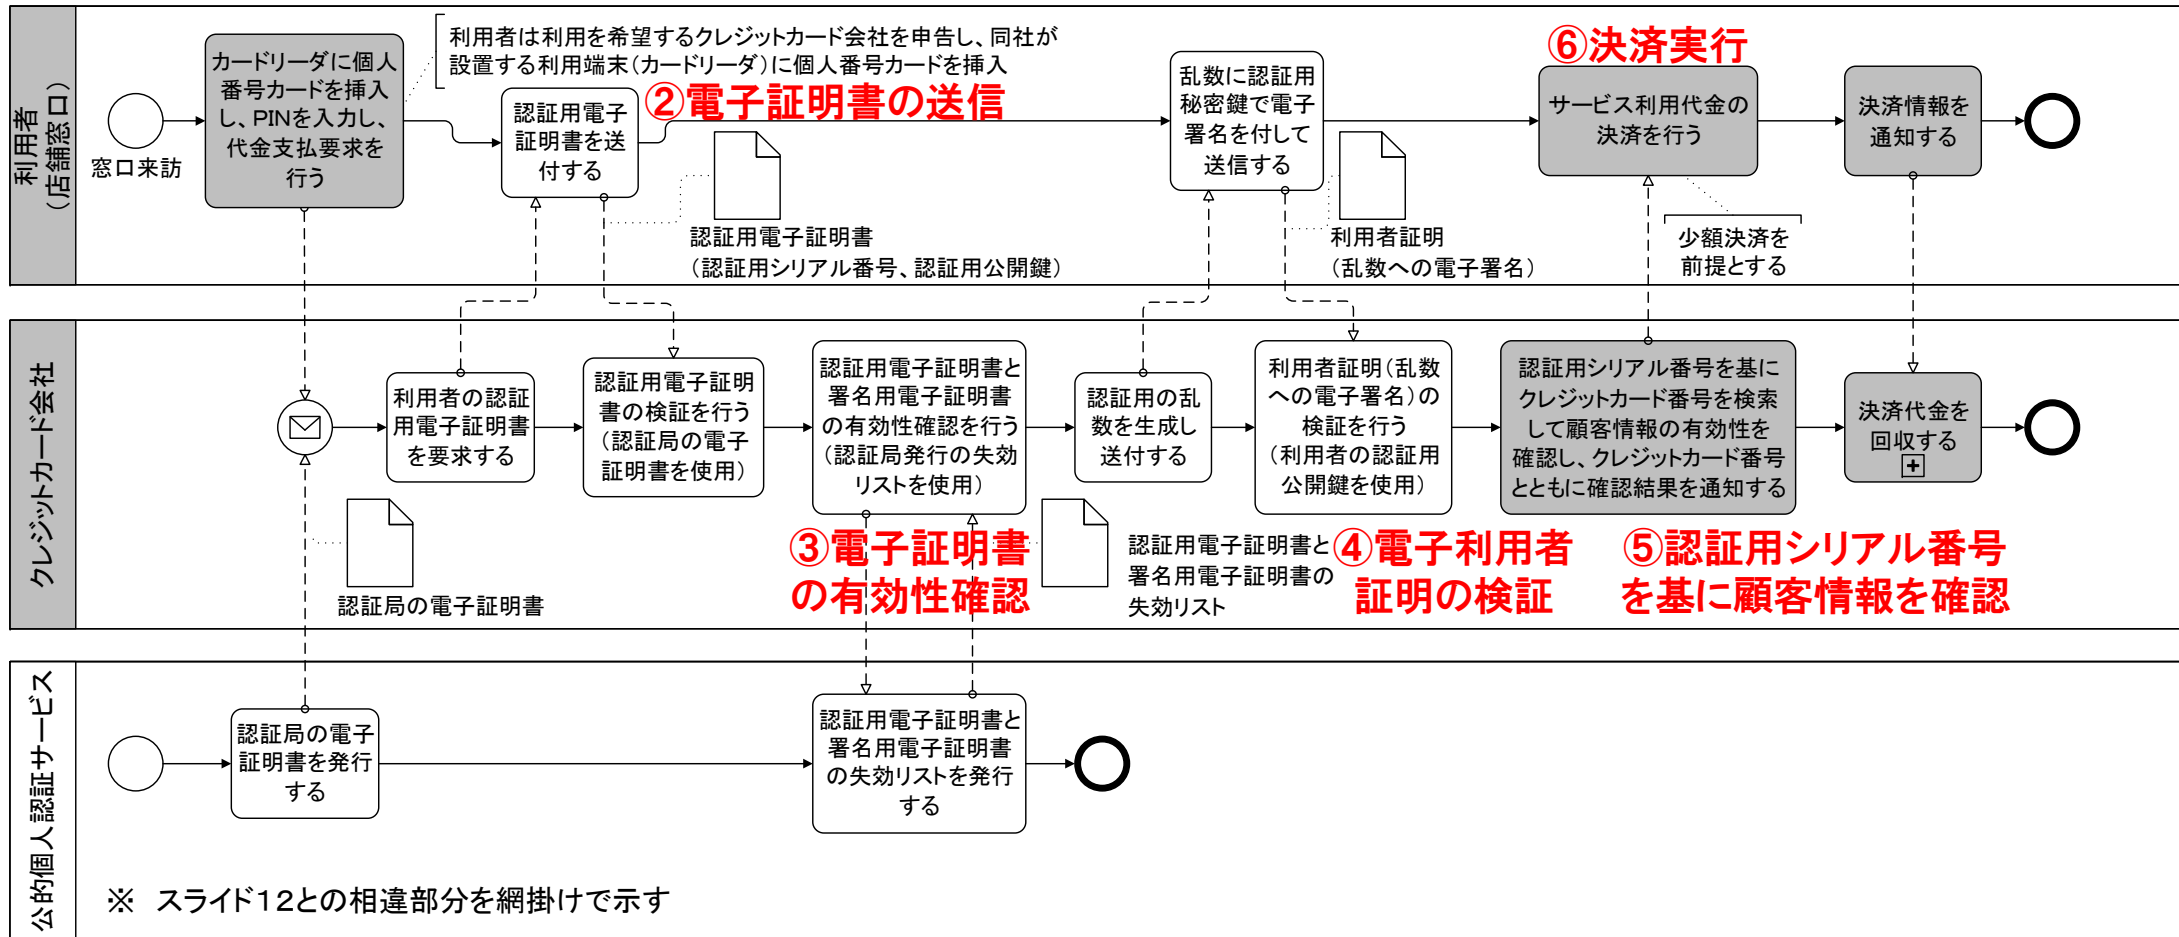 利用者
（店舗窓口）
窓口来訪
カードリーダに個人
番号カードを挿入
し、PINを入力し、
代金支払要求を
行う
利用者は利用を希望するクレジットカード会社を申告し、同社が
設置する利用端末（カードリーダ）に個人番号カードを挿入
認証用電子
証明書を送
付する
②電子証明書の送信
認証用電子証明書
（認証用シリアル番号、認証用公開鍵）
乱数に認証用
秘密鍵で電子
署名を付して
送信する
利用者証明
（乱数への電子署名）
⑥決済実行
サービス利用代金の
決済を行う
少額決済を
前提とする
決済情報を
通知する
クレジットカード会社
利用者の認証
用電子証明書
を要求する
認証用電子証明
書の検証を行う
（認証局の電子
証明書を使用）
認証用電子証明書と
署名用電子証明書
の有効性確認を行う
（認証局発行の失効
リストを使用）
認証用の乱
数を生成し
送付する
利用者証明（乱数
への電子署名）の
検証を行う
（利用者の認証用
公開鍵を使用）
認証用シリアル番号を基に
クレジットカード番号を検索
して顧客情報の有効性を
確認し、クレジットカード番号
とともに確認結果を通知する
決済代金を
回収する
認証局の電子証明書
③電子証明書
の有効性確認
認証用電子証明書と
署名用電子証明書の
失効リスト
④電子利用者
証明の検証
⑤認証用シリアル番号
を基に顧客情報を確認
公的個人認証サービス
認証局の電子
証明書を発行
する
認証用電子証明書と
署名用電子証明書
の失効リストを発行
する
※　スライド１２との相違部分を網掛けで示す